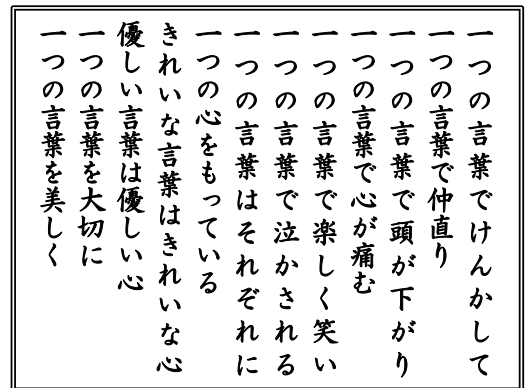 一つの言葉でけんかして
一つの言葉で仲直り
一つの言葉で頭が下がり
一つの言葉で心が痛む
一つの言葉で楽しく笑い
一つの言葉で泣かされる
一つの言葉はそれぞれに
一つの心をもっている
きれいな言葉はきれいな心
優しい言葉は優しい心
一つの言葉を大切に
一つの言葉を美しく